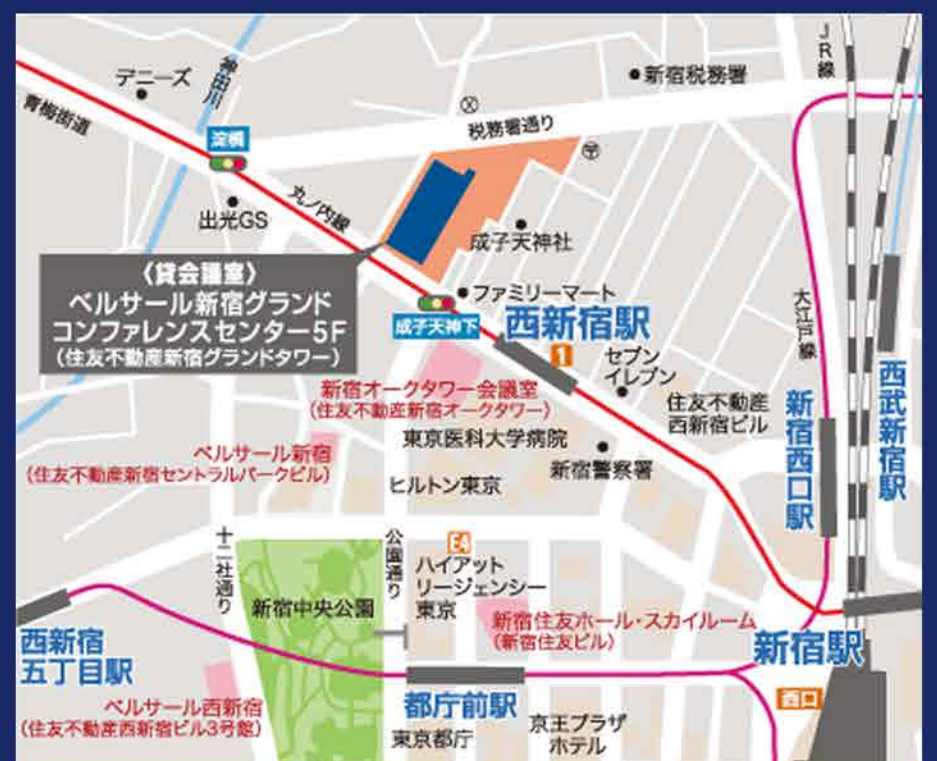 JR線
デニーズ
神田川
新宿税務署
青梅街道
税務署通り
淀橋
丸ノ内線
出光GS
成子天神社
〈貸会議室〉
ベルサール新宿グランド
コンファレンスセンター5F
(住友不動産新宿グランドタワー)
ファミリーマート
成子天神下
西新宿駅
1
セブン
イレブン
大江戸線
新宿オークタワー会議室
(住友不動産新宿オークタワー)
住友不動産
西新宿ビル
新宿西口駅
西武新宿駅
東京医科大学病院
ベルサール新宿
(住友不動産新宿セントラルパークビル)
新宿警察署
ヒルトン東京
十二社通り
公園通り
E4
ハイアット
リージェンシー
東京
新宿中央公園
新宿住友ホール・スカイルーム
(新宿住友ビル)
西新宿
五丁目駅
新宿駅
西口
ベルサール西新宿
(住友不動産西新宿ビル3号館)
都庁前駅
東京都庁
京王プラザ
ホテル